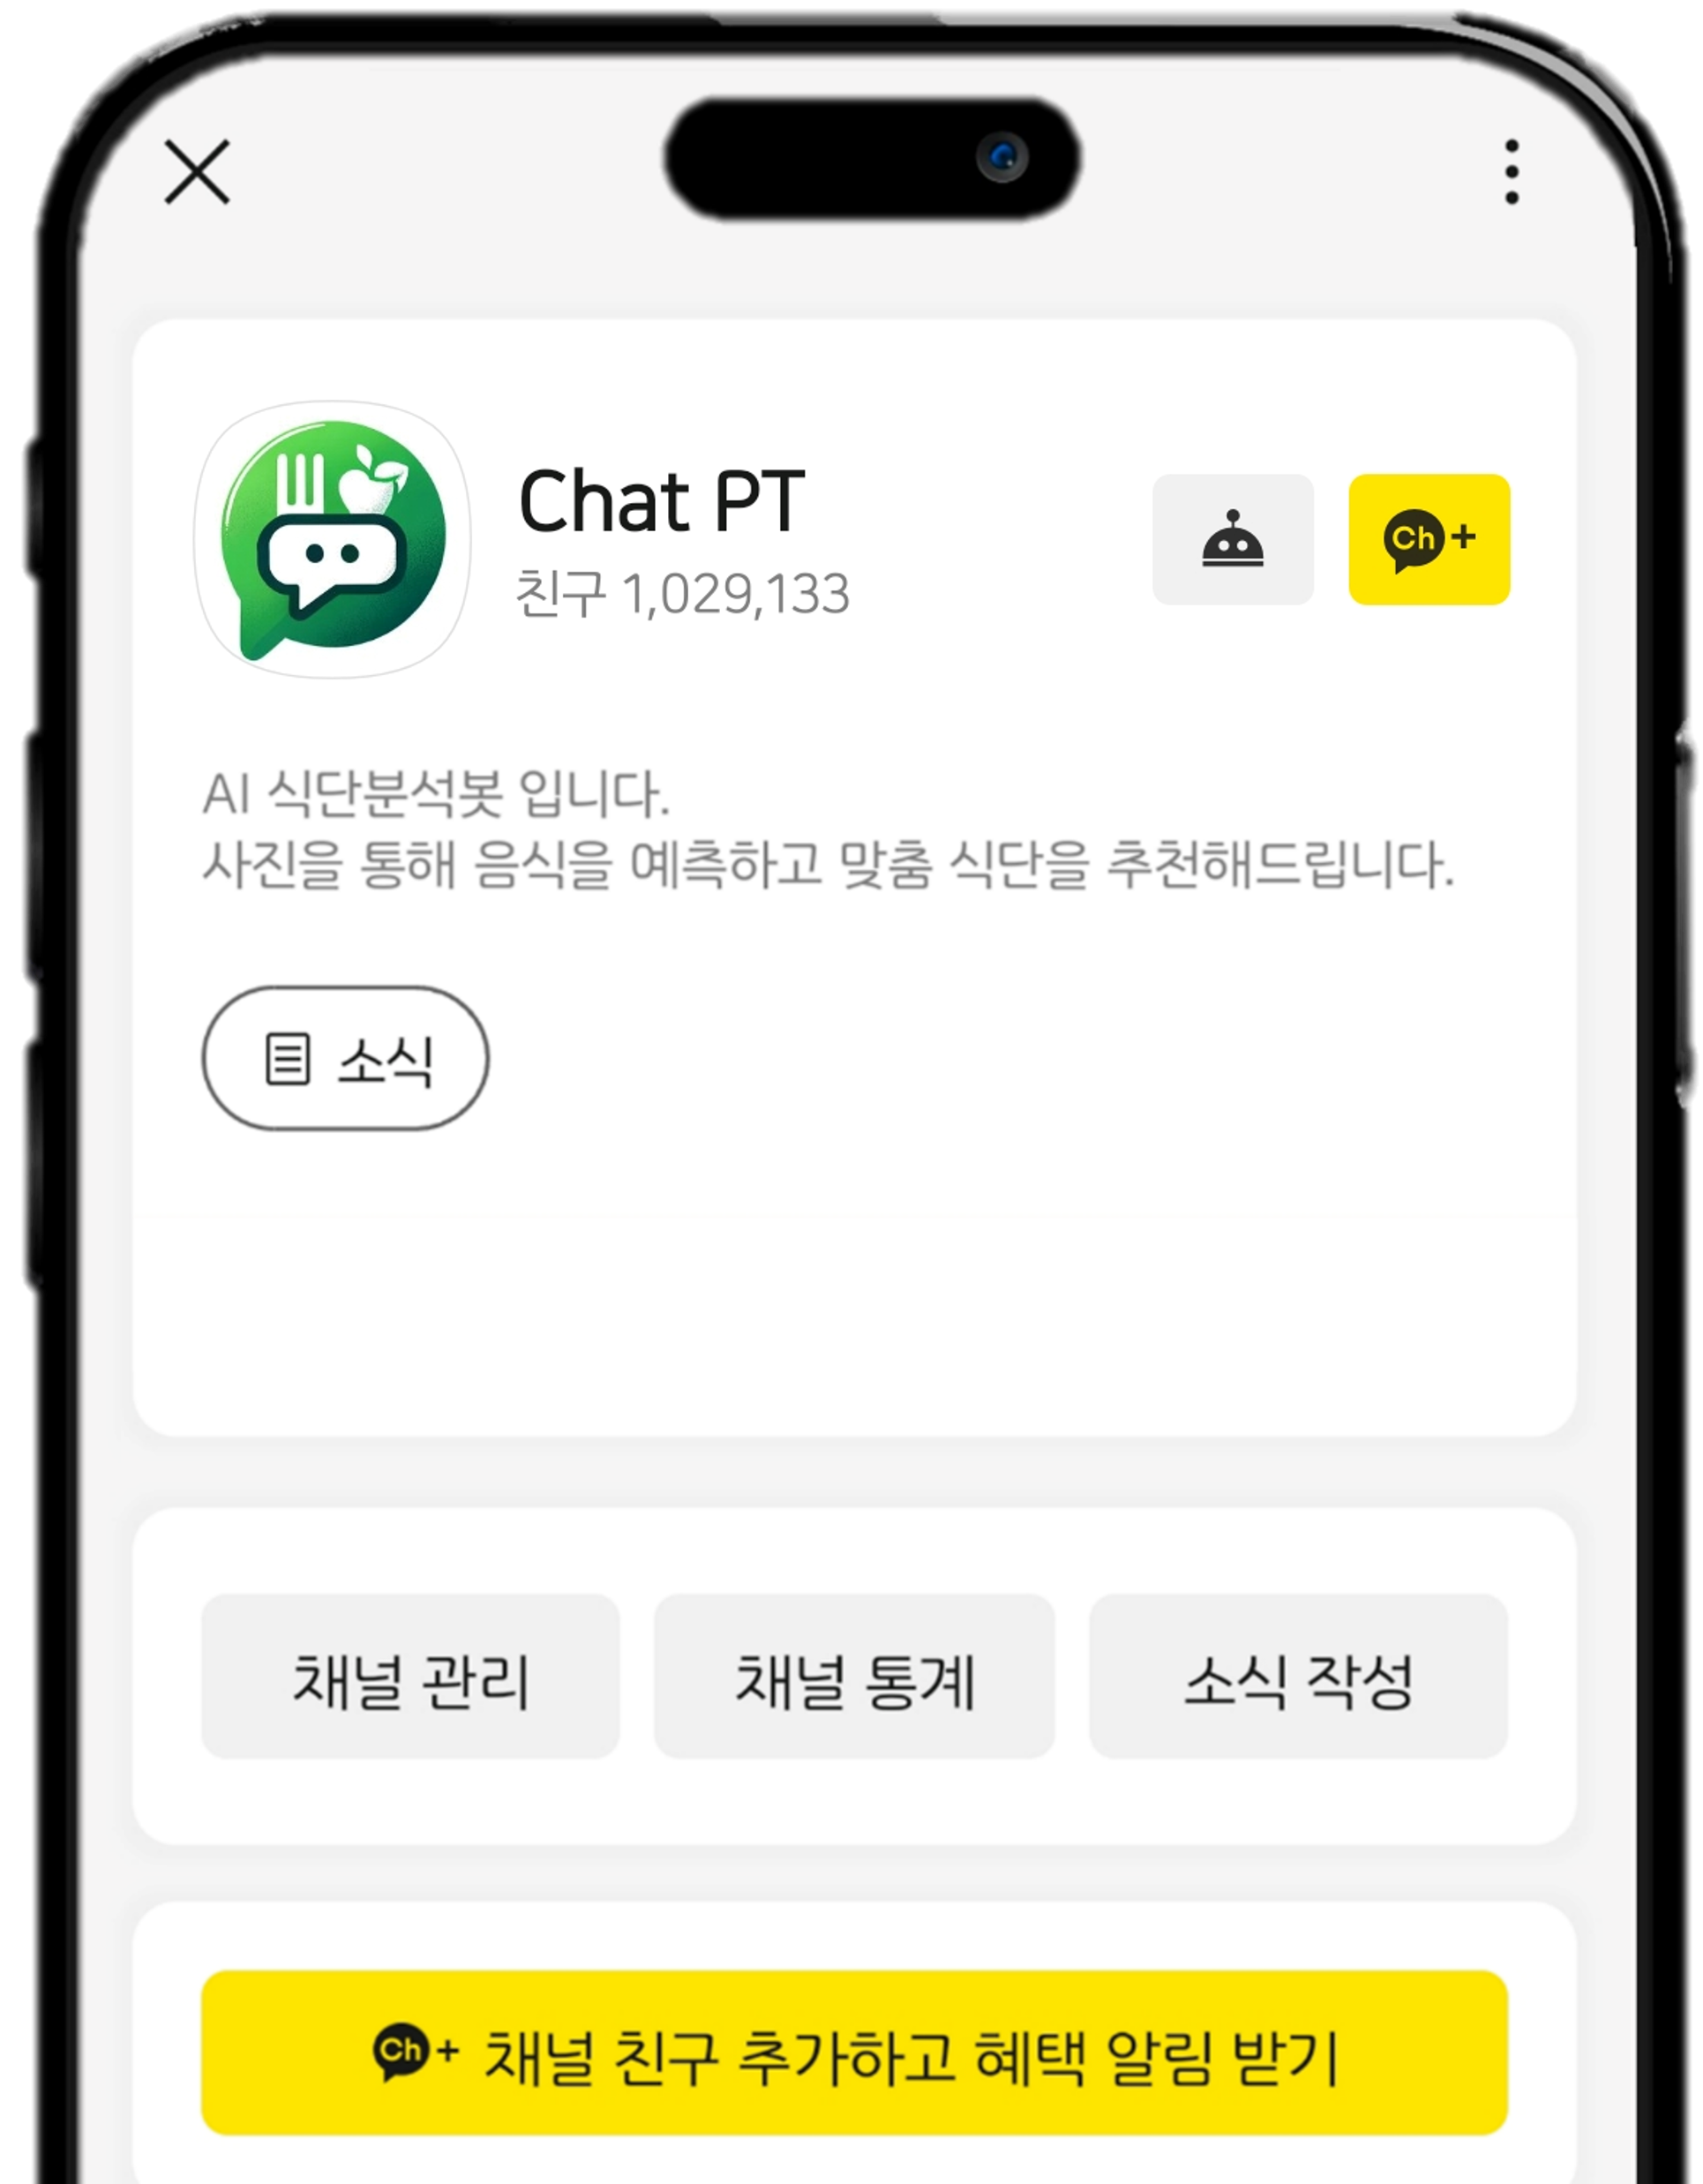 Chat PT
친구 1,029,133
Ch+
AI 식단분석봇 입니다.
사진을 통해 음식을 예측하고 맞춤 식단을 추천해드립니다.
소식
채널 관리
채널 통계
소식 작성
Ch+ 채널 친구 추가하고 혜택 알림 받기